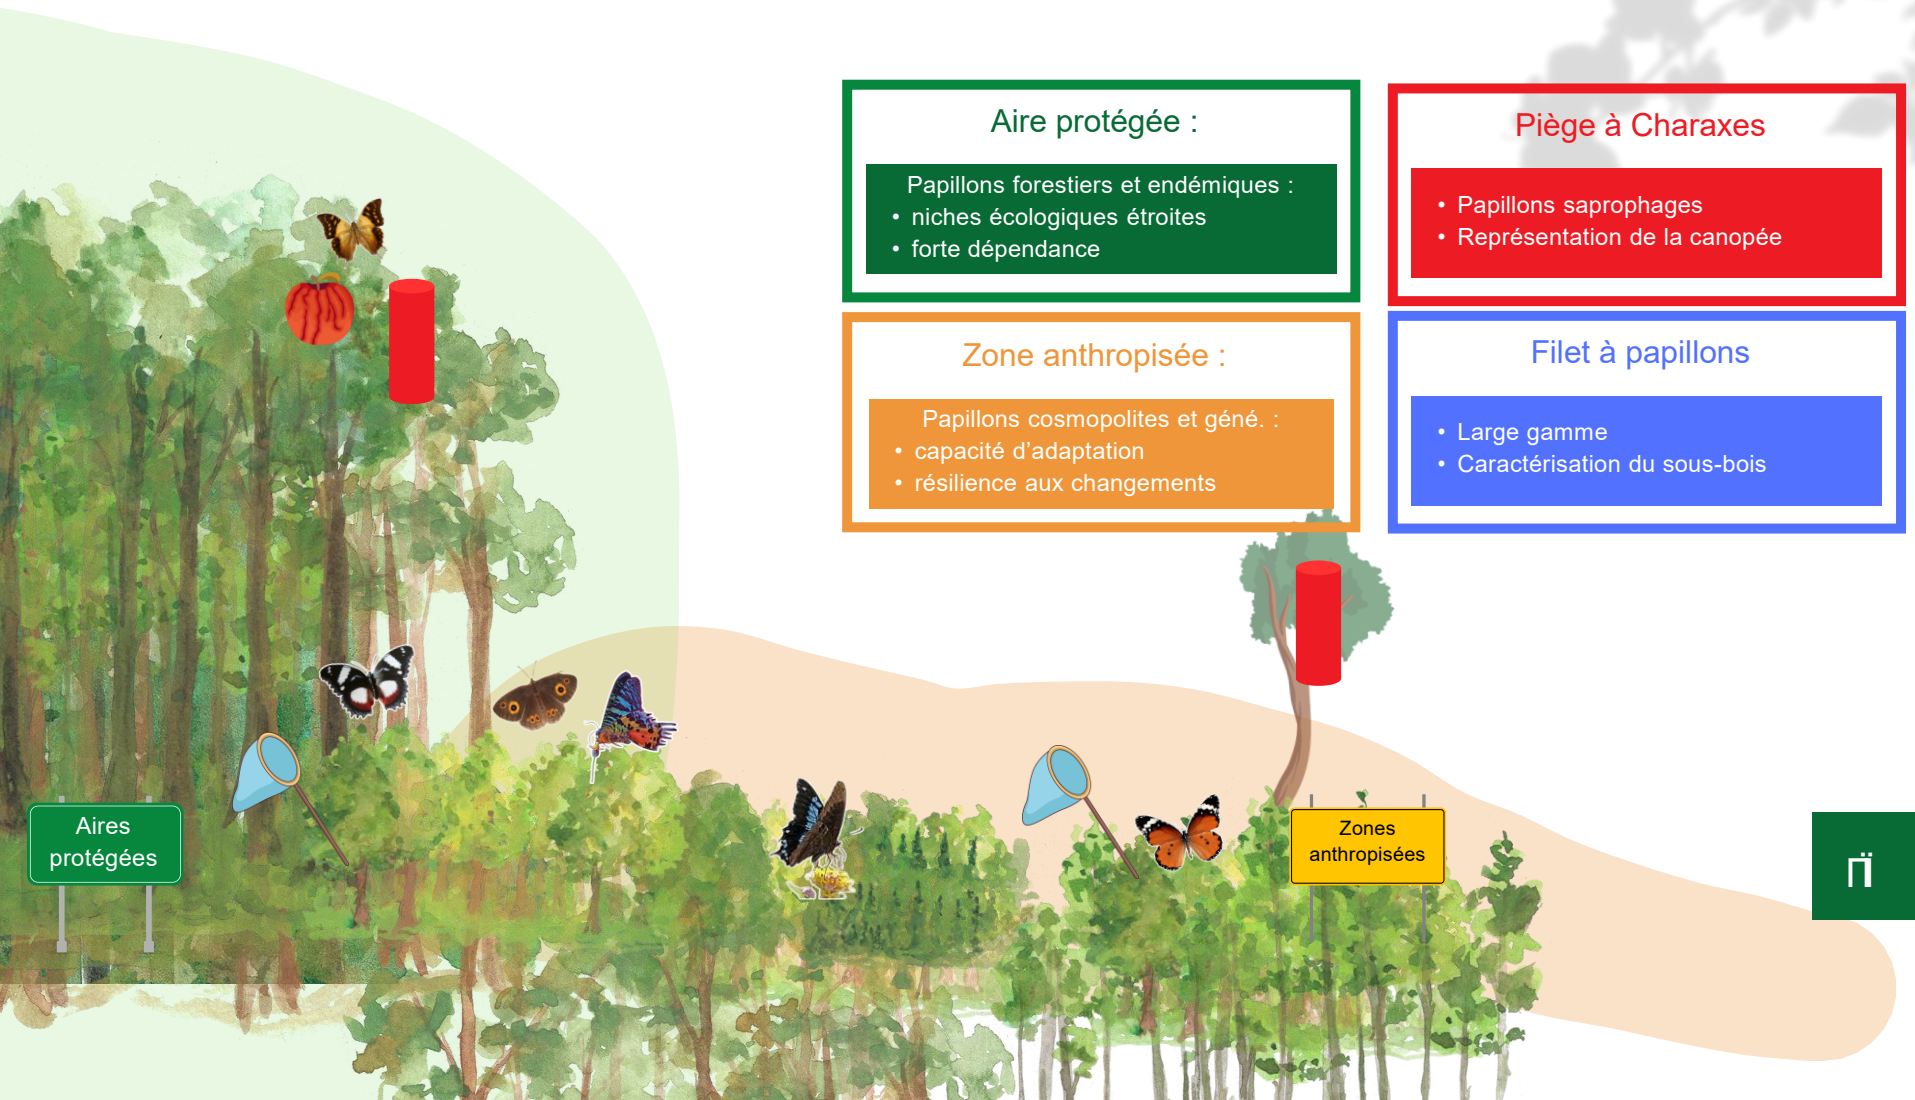 Aire protégée :
Papillons forestiers et endémiques :
• niches écologiques étroites
• forte dépendance
Piège à Charaxes
• Papillons saprophages
• Représentation de la canopée
Zone anthropisée :
Papillons cosmopolites et géné. :
• capacité d’adaptation
• résilience aux changements
Filet à papillons
• Large gamme
• Caractérisation du sous-bois
Aires
protégées
Zones
anthropisées